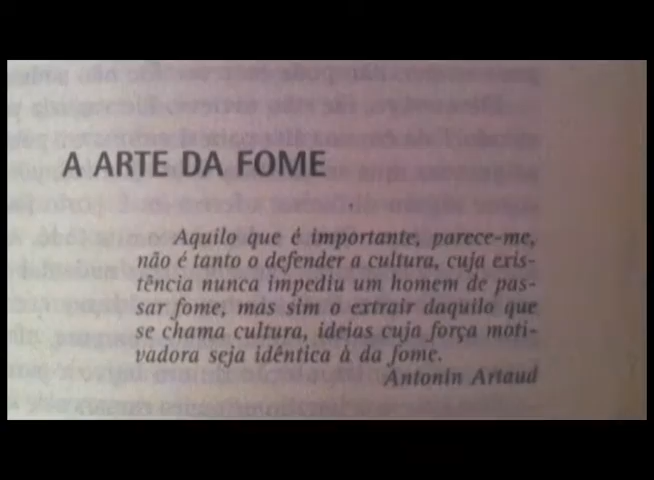 A ARTE DA FOME
Aquilo que é importante, parece-me,
não é tanto o defender a cultura, cuja exis-
tência nunca impediu um homem de pas-
sar fome, mas sim o extrair daquilo que
se chama cultura, ideias cuja força moti-
vadora seja idêntica à da fome.
Antonin Artaud